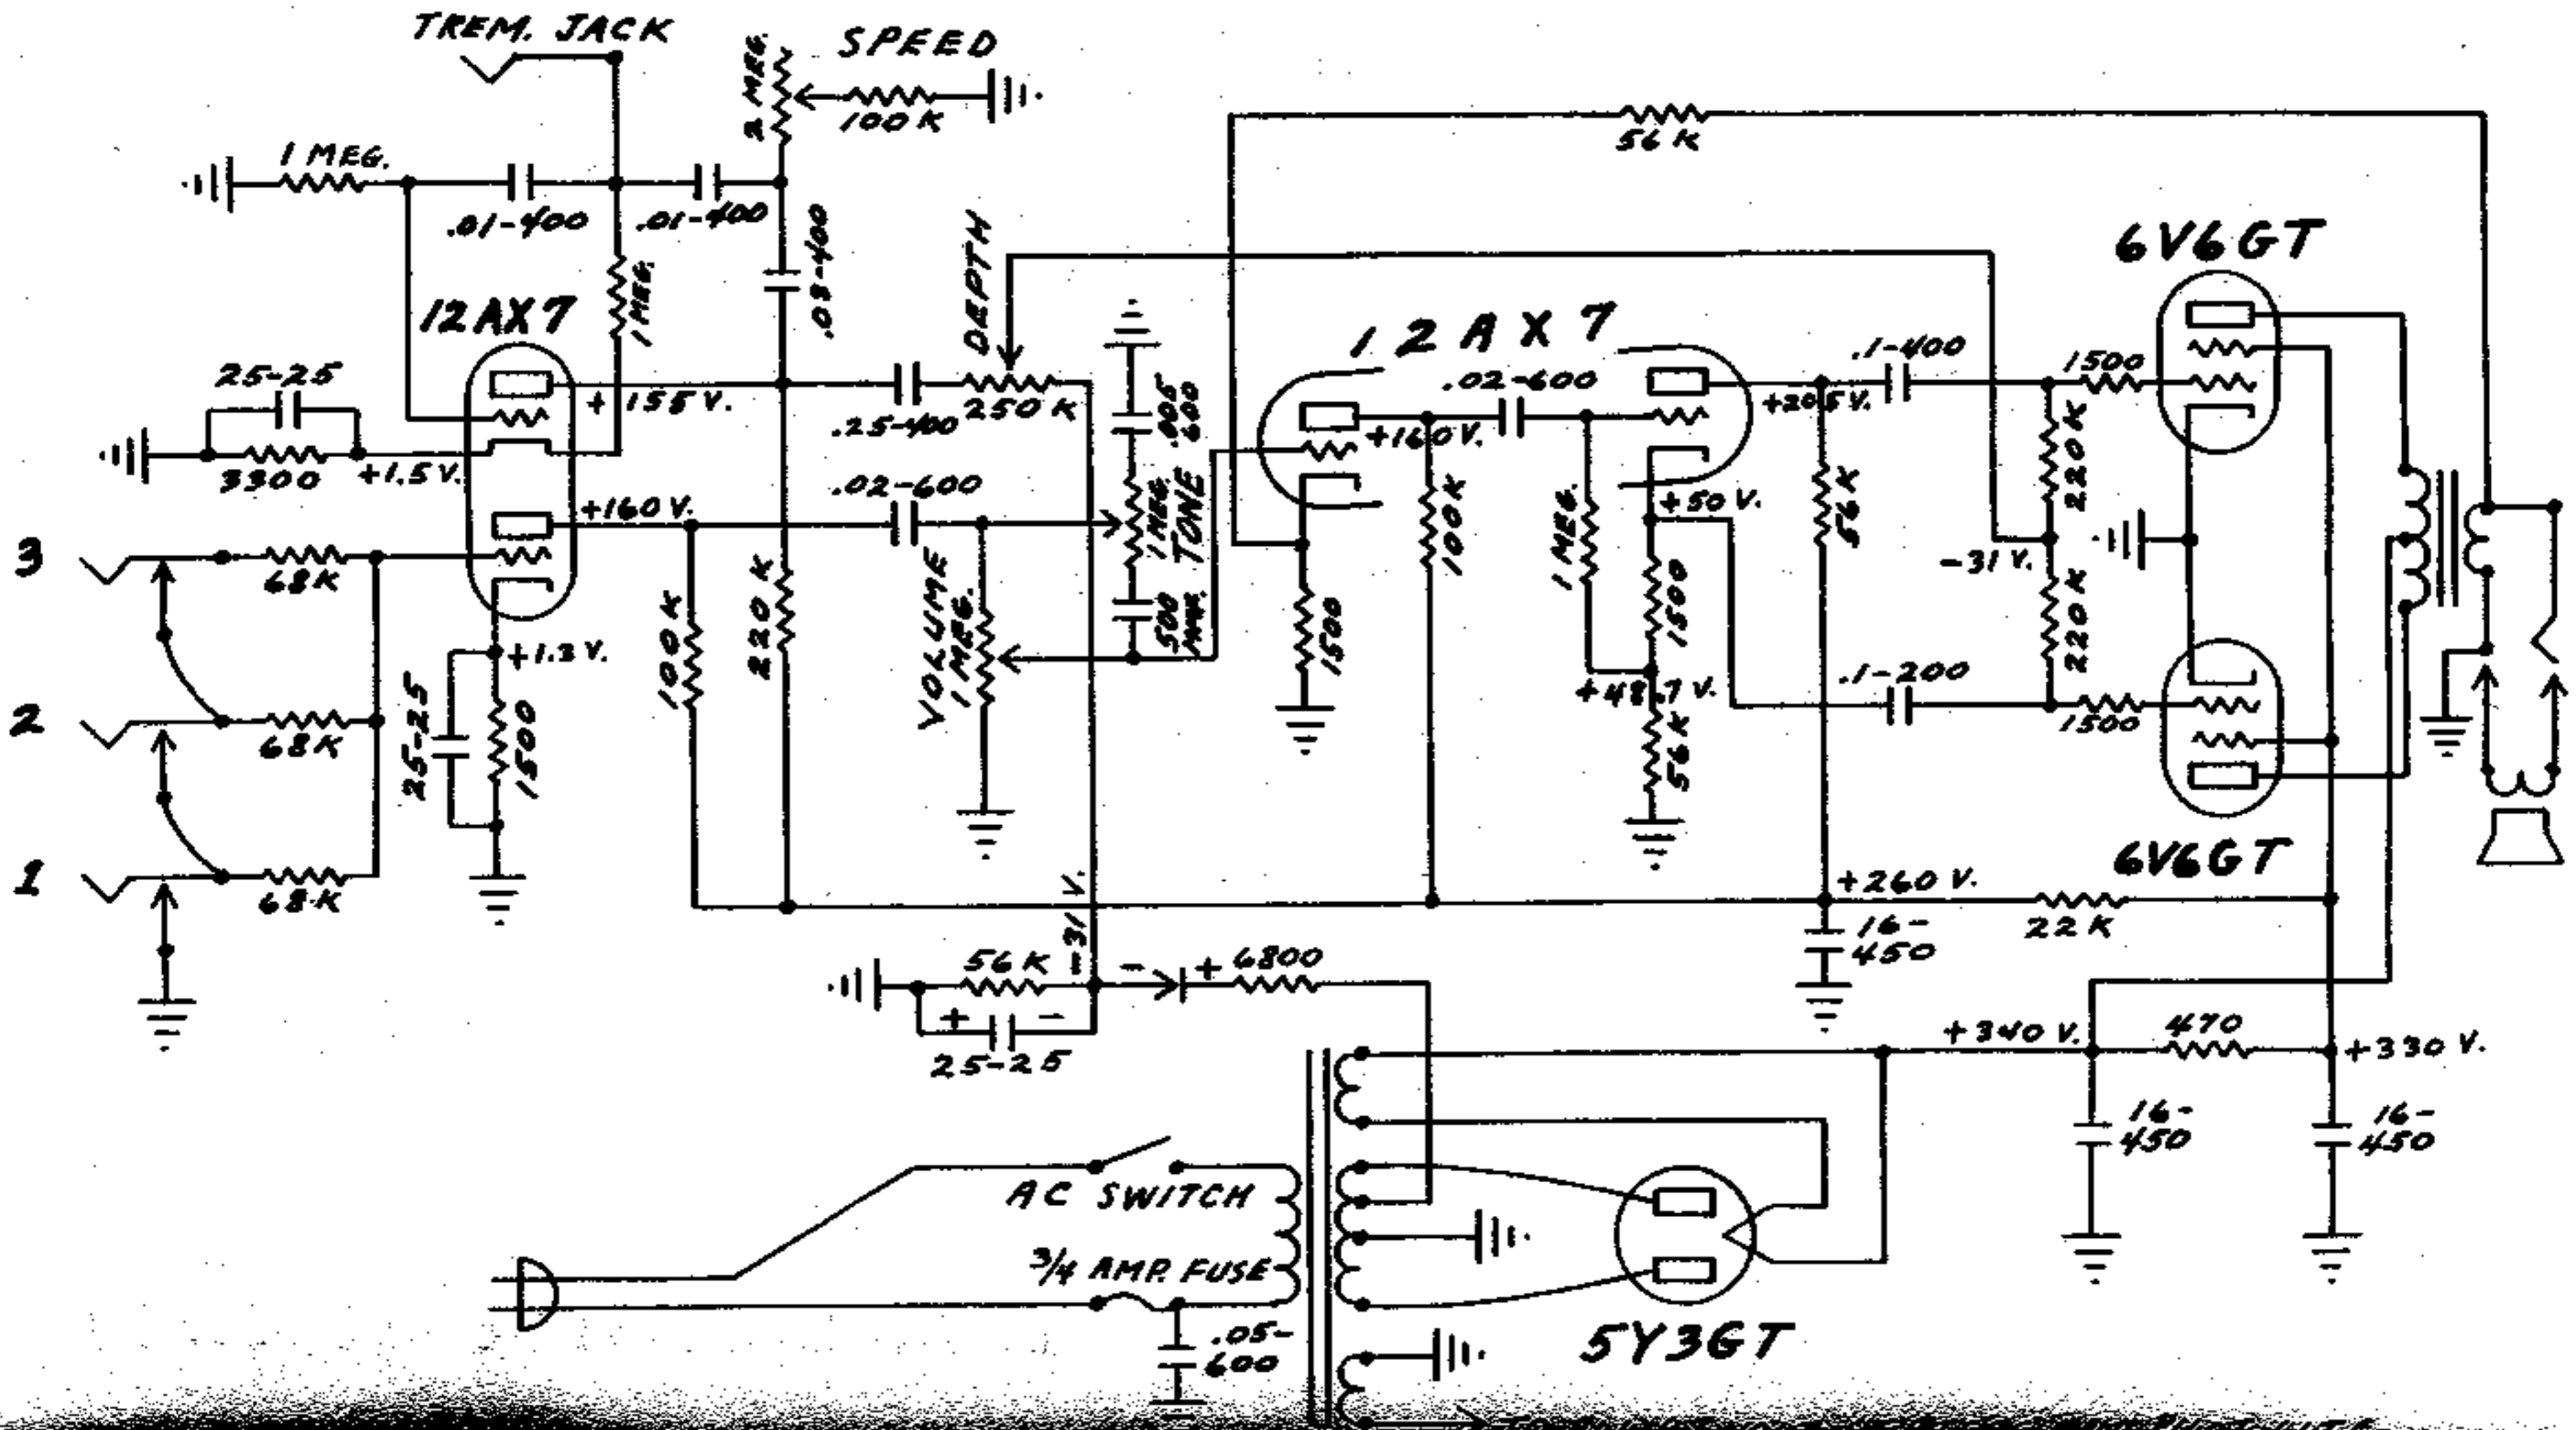 TREM. JACK
SPEED
2 MEG.
100 K
1 MEG.
.01-400
.01-400
56 K
DEPTH
.03-400
1 MEG.
6V6GT
12AX7
12AX7
25-25
+155 V.
.25-400
250 K
.005
600
3300
+1.5 V.
+160 V.
.02-600
1 MEG.
TONE
500
MMF.
+160 V.
.02-600
+205 V.
.1-400
1500
220 K
100 K
1 MEG.
+50 V.
1500
56 K
-31 V.
220 K
3
68 K
+1.3 V.
100 K
220 K
VOLUME
1 MEG.
1500
+48.7 V.
.1-200
1500
2
68 K
25-25
1500
56 K
6V6GT
1
68 K
-31 V.
+260 V.
22 K
16-
450
56 K
- + 6800
+ -
25-25
+340 V.
470
+330 V.
16-
450
16-
450
AC SWITCH
3/4 AMP. FUSE
5Y3GT
.05-
600